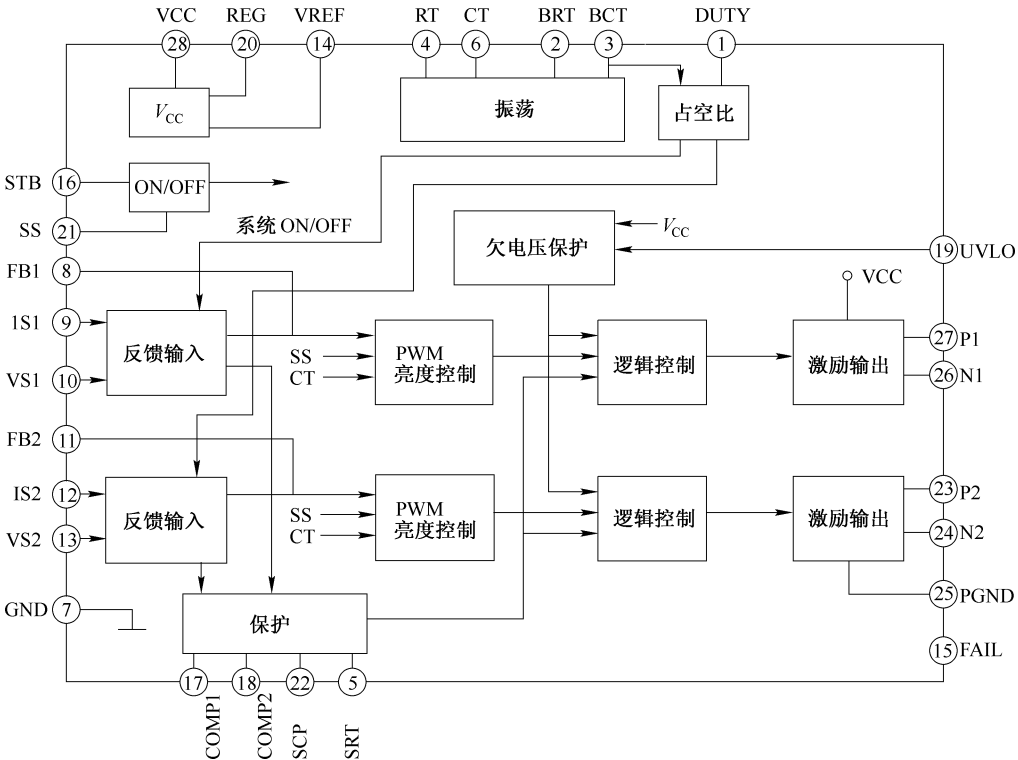 VCC REG VREF RT CT BRT BCT DUTY
28 20 14 4 6 2 3 1
VCC
振荡
占空比
STB 16 ON/OFF
SS 21
系统 ON/OFF
欠电压保护 VCC
19 UVLO
FB1 8
VCC
1S1 9
反馈输入
VS1 10
SS
CT
PWM
亮度控制
逻辑控制
激励输出
27 P1
26 N1
FB2 11
IS2 12
反馈输入
VS2 13
SS
CT
PWM
亮度控制
逻辑控制
激励输出
23 P2
24 N2
GND 7
25 PGND
保护
15 FAIL
17 18 22 5
COMP1 COMP2 SCP SRT